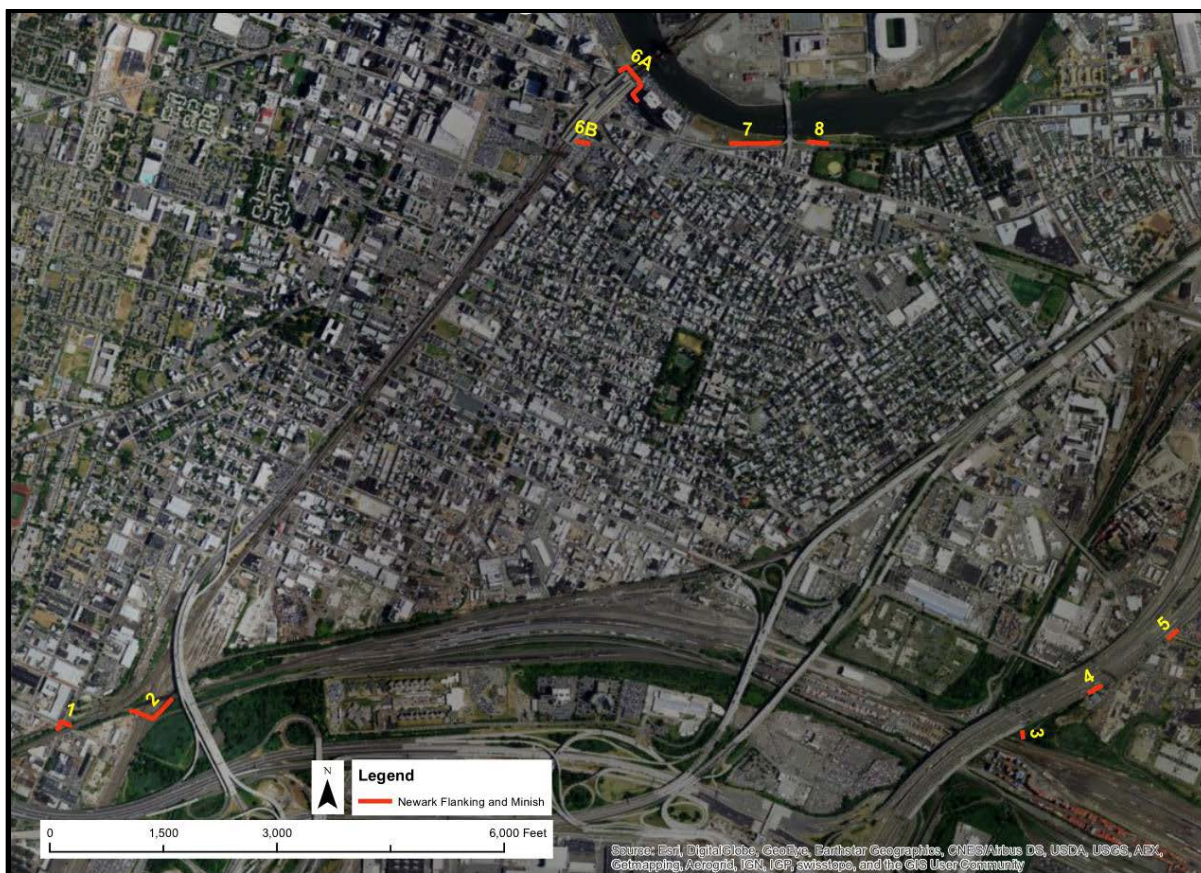 6A
6B
7
8
5
4
3
2
1
N
Legend
Newark Flanking and Minish
0 1,500 3,000 6,000 Feet
Source: Esri, DigitalGlobe, GeoEye, Earthstar Geographics, CNES/Airbus DS, USDA, USGS, AEX,
Getmapping, Aerogrid, IGN, IGP, swisstopo, and the GIS User Community